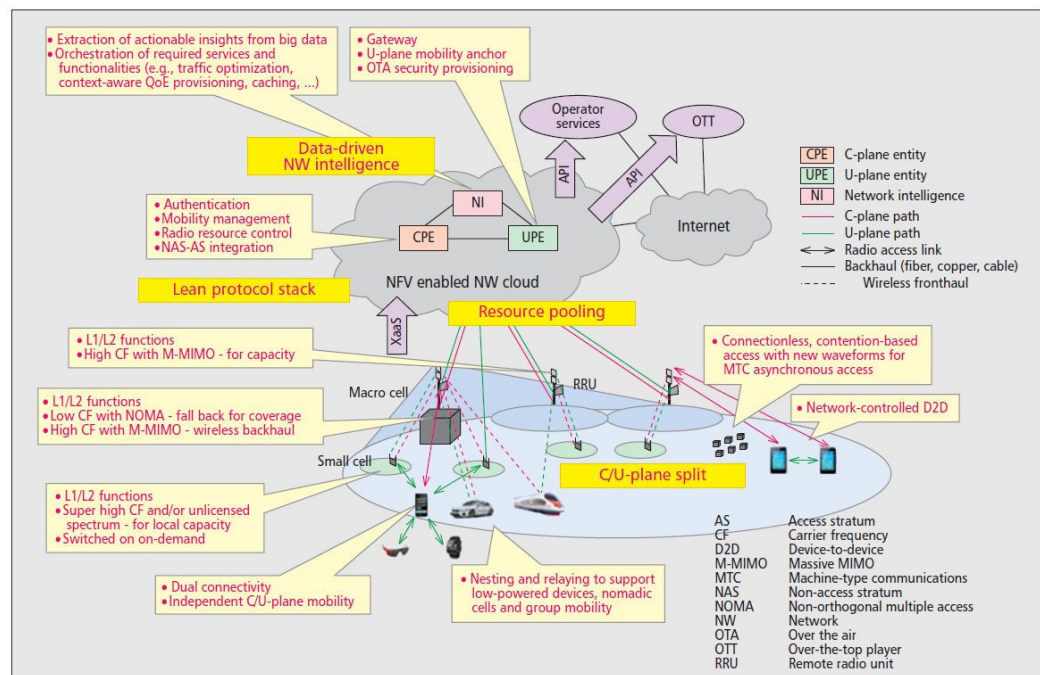 • Extraction of actionable insights from big data
• Orchestration of required services and
functionalities (e.g., traffic optimization,
context-aware QoE provisioning, caching, ...)
• Gateway
• U-plane mobility anchor
• OTA security provisioning
Operator
services
OTT
Data-driven
NW intelligence
API
API
CPE C-plane entity
UPE U-plane entity
NI Network intelligence
C-plane path
U-plane path
Radio access link
Backhaul (fiber, copper, cable)
Wireless fronthaul
• Authentication
• Mobility management
• Radio resource control
• NAS-AS integration
NI
CPE
UPE
Internet
NFV enabled NW cloud
Lean protocol stack
Resource pooling
XaaS
• L1/L2 functions
• High CF with M-MIMO - for capacity
• Connectionless, contention-based
access with new waveforms for
MTC asynchronous access
Macro cell
RRU
• L1/L2 functions
• Low CF with NOMA - fall back for coverage
• High CF with M-MIMO - wireless backhaul
• Network-controlled D2D
Small cell
C/U-plane split
• L1/L2 functions
• Super high CF and/or unlicensed
spectrum - for local capacity
• Switched on on-demand
• Dual connectivity
• Independent C/U-plane mobility
• Nesting and relaying to support
low-powered devices, nomadic
cells and group mobility
AS Access stratum
CF Carrier frequency
D2D Device-to-device
M-MIMO Massive MIMO
MTC Machine-type communications
NAS Non-access stratum
NOMA Non-orthogonal multiple access
NW Network
OTA Over the air
OTT Over-the-top player
RRU Remote radio unit